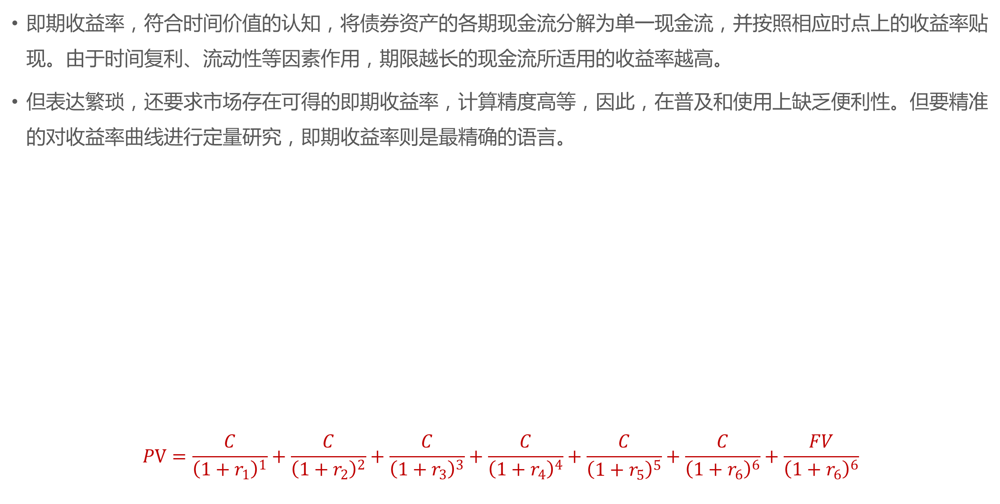 • 即期收益率，符合时间价值的认知，将债券资产的各期现金流分解为单一现金流，并按照相应时点上的收益率贴
现。由于时间复利、流动性等因素作用，期限越长的现金流所适用的收益率越高。
• 但表达繁琐，还要求市场存在可得的即期收益率，计算精度高等，因此，在普及和使用上缺乏便利性。但要精准
的对收益率曲线进行定量研究，即期收益率则是最精确的语言。
PV = C/(1 + r₁)¹ + C/(1 + r₂)² + C/(1 + r₃)³ + C/(1 + r₄)⁴ + C/(1 + r₅)⁵ + C/(1 + r₆)⁶ + FV/(1 + r₆)⁶